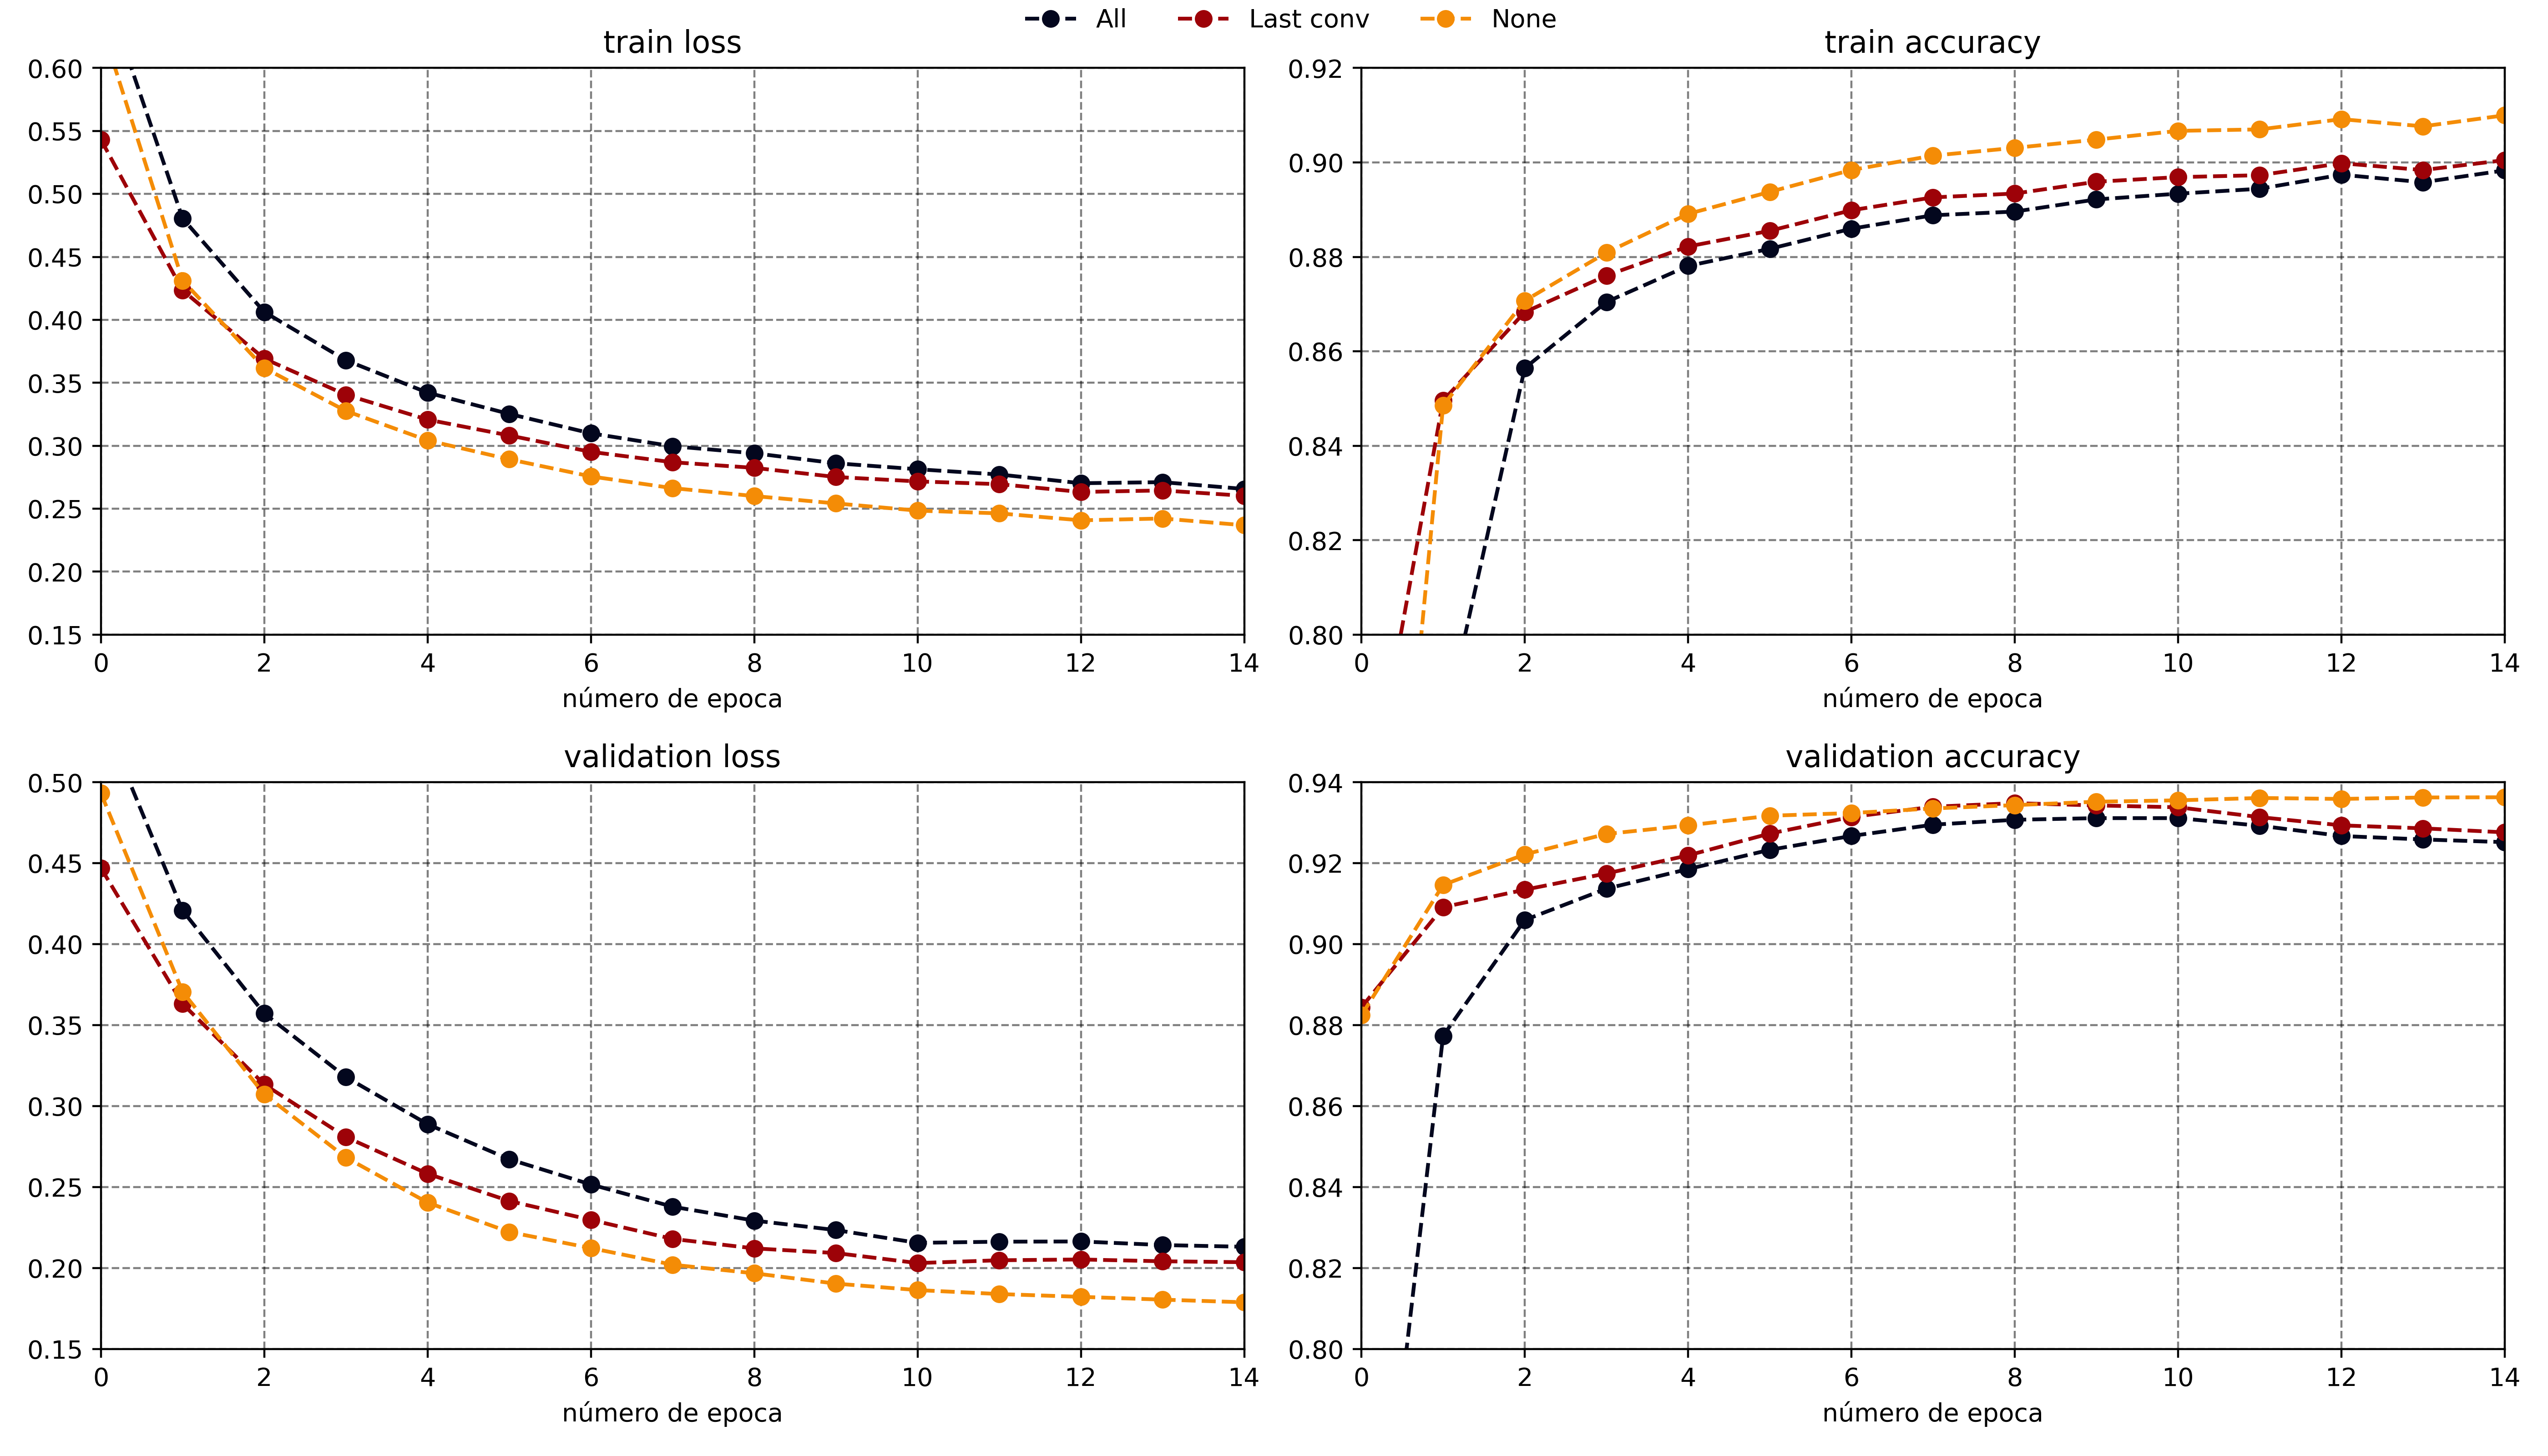 All Last conv None
train loss
0.60
0.55
0.50
0.45
0.40
0.35
0.30
0.25
0.20
0.15
0 2 4 6 8 10 12 14
número de epoca
train accuracy
0.92
0.90
0.88
0.86
0.84
0.82
0.80
0 2 4 6 8 10 12 14
número de epoca
validation loss
0.50
0.45
0.40
0.35
0.30
0.25
0.20
0.15
0 2 4 6 8 10 12 14
número de epoca
validation accuracy
0.94
0.92
0.90
0.88
0.86
0.84
0.82
0.80
0 2 4 6 8 10 12 14
número de epoca